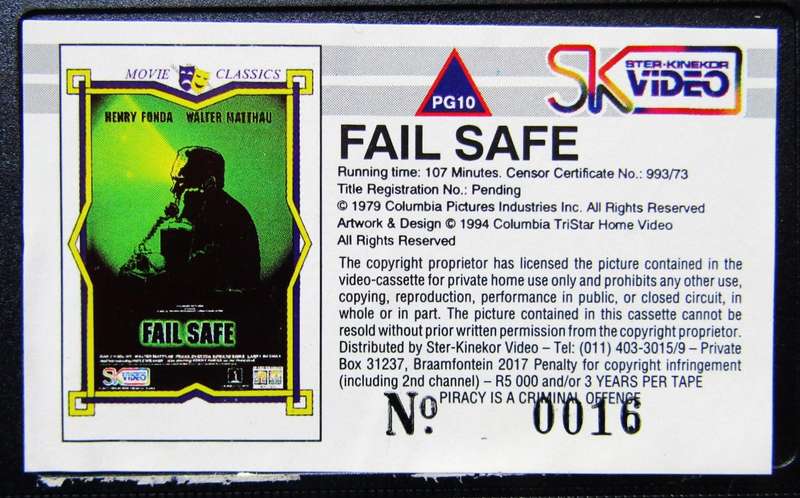 MOVIE CLASSICS
HENRY FONDA WALTER MATTHAU
FAIL SAFE
SK VIDEO
PG10
SK STER-KINEKOR VIDEO
FAIL SAFE
Running time: 107 Minutes. Censor Certificate No.: 993/73
Title Registration No.: Pending
© 1979 Columbia Pictures Industries Inc. All Rights Reserved
Artwork & Design © 1994 Columbia TriStar Home Video
All Rights Reserved
The copyright proprietor has licensed the picture contained in the
video-cassette for private home use only and prohibits any other use,
copying, reproduction, performance in public, or closed circuit, in
whole or in part. The picture contained in this cassette cannot be
resold without prior written permission from the copyright proprietor.
Distributed by Ster-Kinekor Video – Tel: (011) 403-3015/9 – Private
Box 31237, Braamfontein 2017 Penalty for copyright infringement
(including 2nd channel) – R5 000 and/or 3 YEARS PER TAPE
PIRACY IS A CRIMINAL OFFENCE
No. 0016